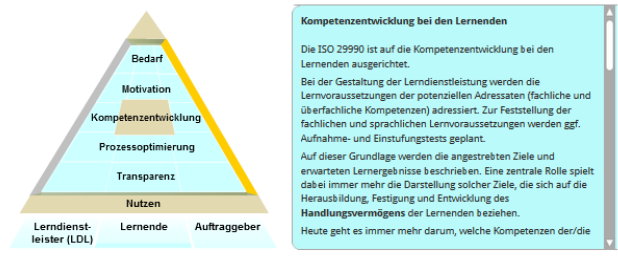 Bedarf
Motivation
Kompetenzentwicklung
Prozessoptimierung
Transparenz
Nutzen
Lerndienst-
leister (LDL)
Lernende
Auftraggeber
Kompetenzentwicklung bei den Lernenden
Die ISO 29990 ist auf die Kompetenzentwicklung bei den
Lernenden ausgerichtet.
Bei der Gestaltung der Lerndienstleistung werden die
Lernvoraussetzungen der potenziellen Adressaten (fachliche und
überfachliche Kompetenzen) adressiert. Zur Feststellung der
fachlichen und sprachlichen Lernvoraussetzungen werden ggf.
Aufnahme- und Einstufungstests geplant.
Auf dieser Grundlage werden die angestrebten Ziele und
erwarteten Lernergebnisse beschrieben. Eine zentrale Rolle spielt
dabei immer mehr die Darstellung solcher Ziele, die sich auf die
Herausbildung, Festigung und Entwicklung des
Handlungsvermögens der Lernenden beziehen.
Heute geht es immer mehr darum, welche Kompetenzen der/die